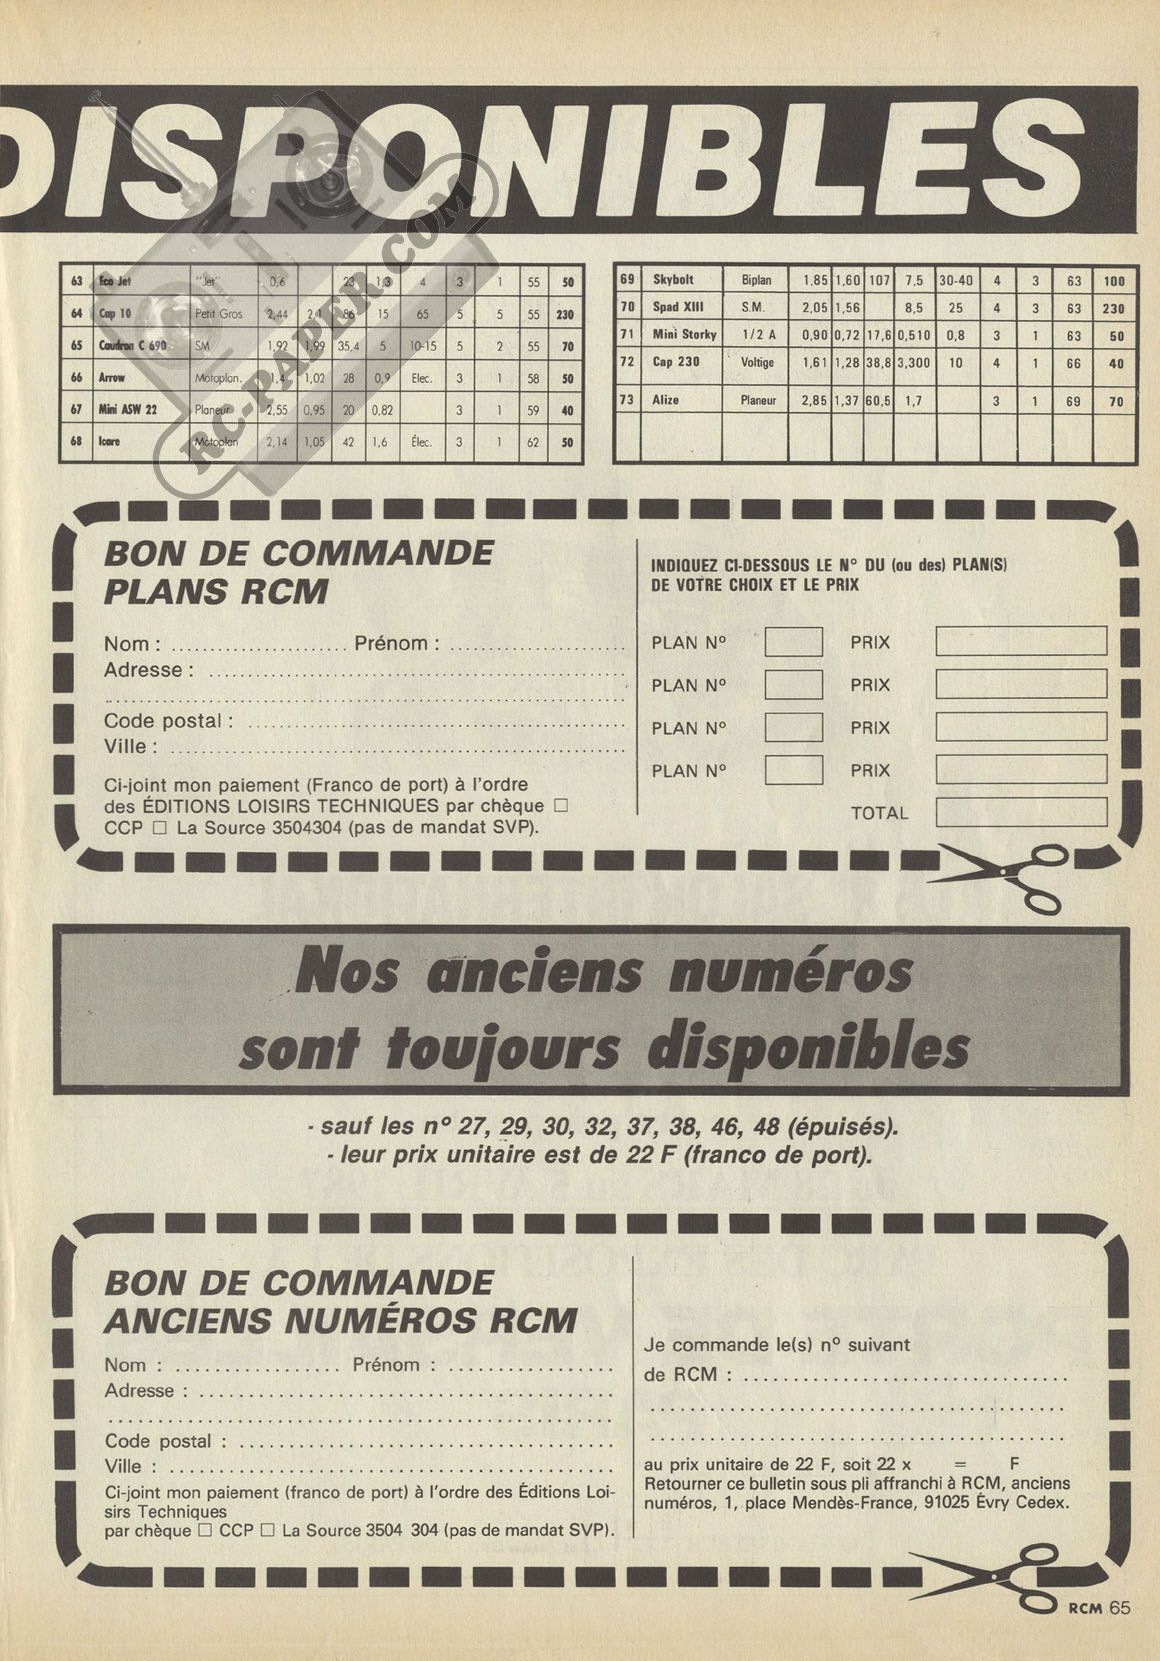 DISPONIBLES
RC-PAPER.COM
63 Eco Jet "Jet" 0,6 23 1,3 4 3 1 55 50
64 Cap 10 Petit Gros 2,44 2,1 86 15 65 5 5 55 230
65 Caudron C 690 SM 1,92 1,99 35,4 5 10-15 5 2 55 70
66 Arrow Motoplan. 1,4 1,02 28 0,9 Elec. 3 1 58 50
67 Mini ASW 22 Planeur 2,55 0,95 20 0,82 3 1 59 40
68 Icare Motoplan 2,14 1,05 42 1,6 Élec. 3 1 62 50
69 Skybolt Biplan 1,85 1,60 107 7,5 30-40 4 3 63 100
70 Spad XIII S.M. 2,05 1,56 8,5 25 4 3 63 230
71 Mini Storky 1/2 A 0,90 0,72 17,6 0,510 0,8 3 1 63 50
72 Cap 230 Voltige 1,61 1,28 38,8 3,300 10 4 1 66 40
73 Alize Planeur 2,85 1,37 60,5 1,7 3 1 69 70
BON DE COMMANDE
PLANS RCM
Nom : ........................ Prénom : ........................
Adresse : ........................
........................
Code postal : ........................
Ville : ........................
Ci-joint mon paiement (Franco de port) à l'ordre
des ÉDITIONS LOISIRS TECHNIQUES par chèque □
CCP □ La Source 3504304 (pas de mandat SVP).
INDIQUEZ CI-DESSOUS LE N° DU (ou des) PLAN(S)
DE VOTRE CHOIX ET LE PRIX
PLAN N° PRIX
PLAN N° PRIX
PLAN N° PRIX
PLAN N° PRIX
TOTAL
Nos anciens numéros
sont toujours disponibles
- sauf les n° 27, 29, 30, 32, 37, 38, 46, 48 (épuisés).
- leur prix unitaire est de 22 F (franco de port).
BON DE COMMANDE
ANCIENS NUMÉROS RCM
Nom : .................. Prénom : ..................
Adresse : ........................
........................
Code postal : ........................
Ville : ........................
Ci-joint mon paiement (franco de port) à l'ordre des Éditions Loi-
sirs Techniques
par chèque □ CCP □ La Source 3504 304 (pas de mandat SVP).
Je commande le(s) n° suivant
de RCM : ........................
........................
........................
au prix unitaire de 22 F, soit 22 x = F
Retourner ce bulletin sous pli affranchi à RCM, anciens
numéros, 1, place Mendès-France, 91025 Évry Cedex.
RCM 65